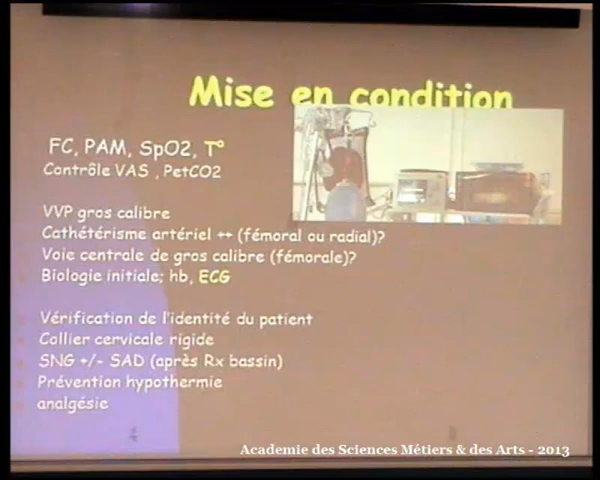 Mise en condition
FC, PAM, SpO2, T°
Contrôle VAS , PetCO2
VVP gros calibre
Cathétérisme artériel ++ (fémoral ou radial)?
Voie centrale de gros calibre (fémorale)?
Biologie initiale; hb, ECG
Vérification de l'identité du patient
Collier cervicale rigide
SNG +/- SAD (après Rx bassin)
Prévention hypothermie
analgésie
Academie des Sciences Métiers & des Arts - 2013